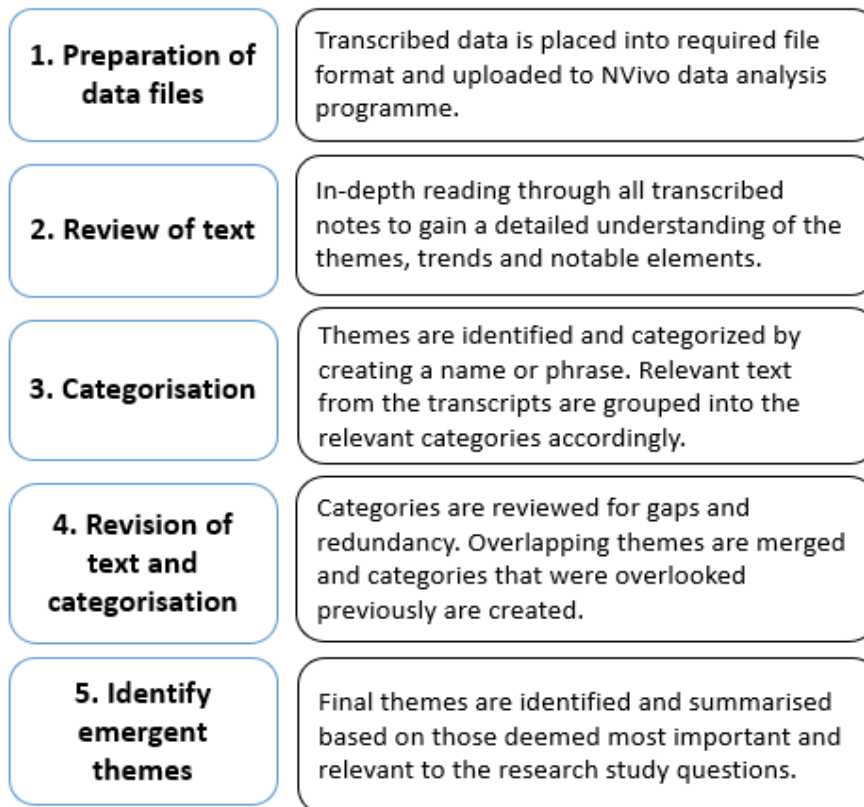 1. Preparation of
data files
Transcribed data is placed into required file
format and uploaded to NVivo data analysis
programme.
2. Review of text
In-depth reading through all transcribed
notes to gain a detailed understanding of the
themes, trends and notable elements.
3. Categorisation
Themes are identified and categorized by
creating a name or phrase. Relevant text
from the transcripts are grouped into the
relevant categories accordingly.
4. Revision of
text and
categorisation
Categories are reviewed for gaps and
redundancy. Overlapping themes are merged
and categories that were overlooked
previously are created.
5. Identify
emergent
themes
Final themes are identified and summarised
based on those deemed most important and
relevant to the research study questions.